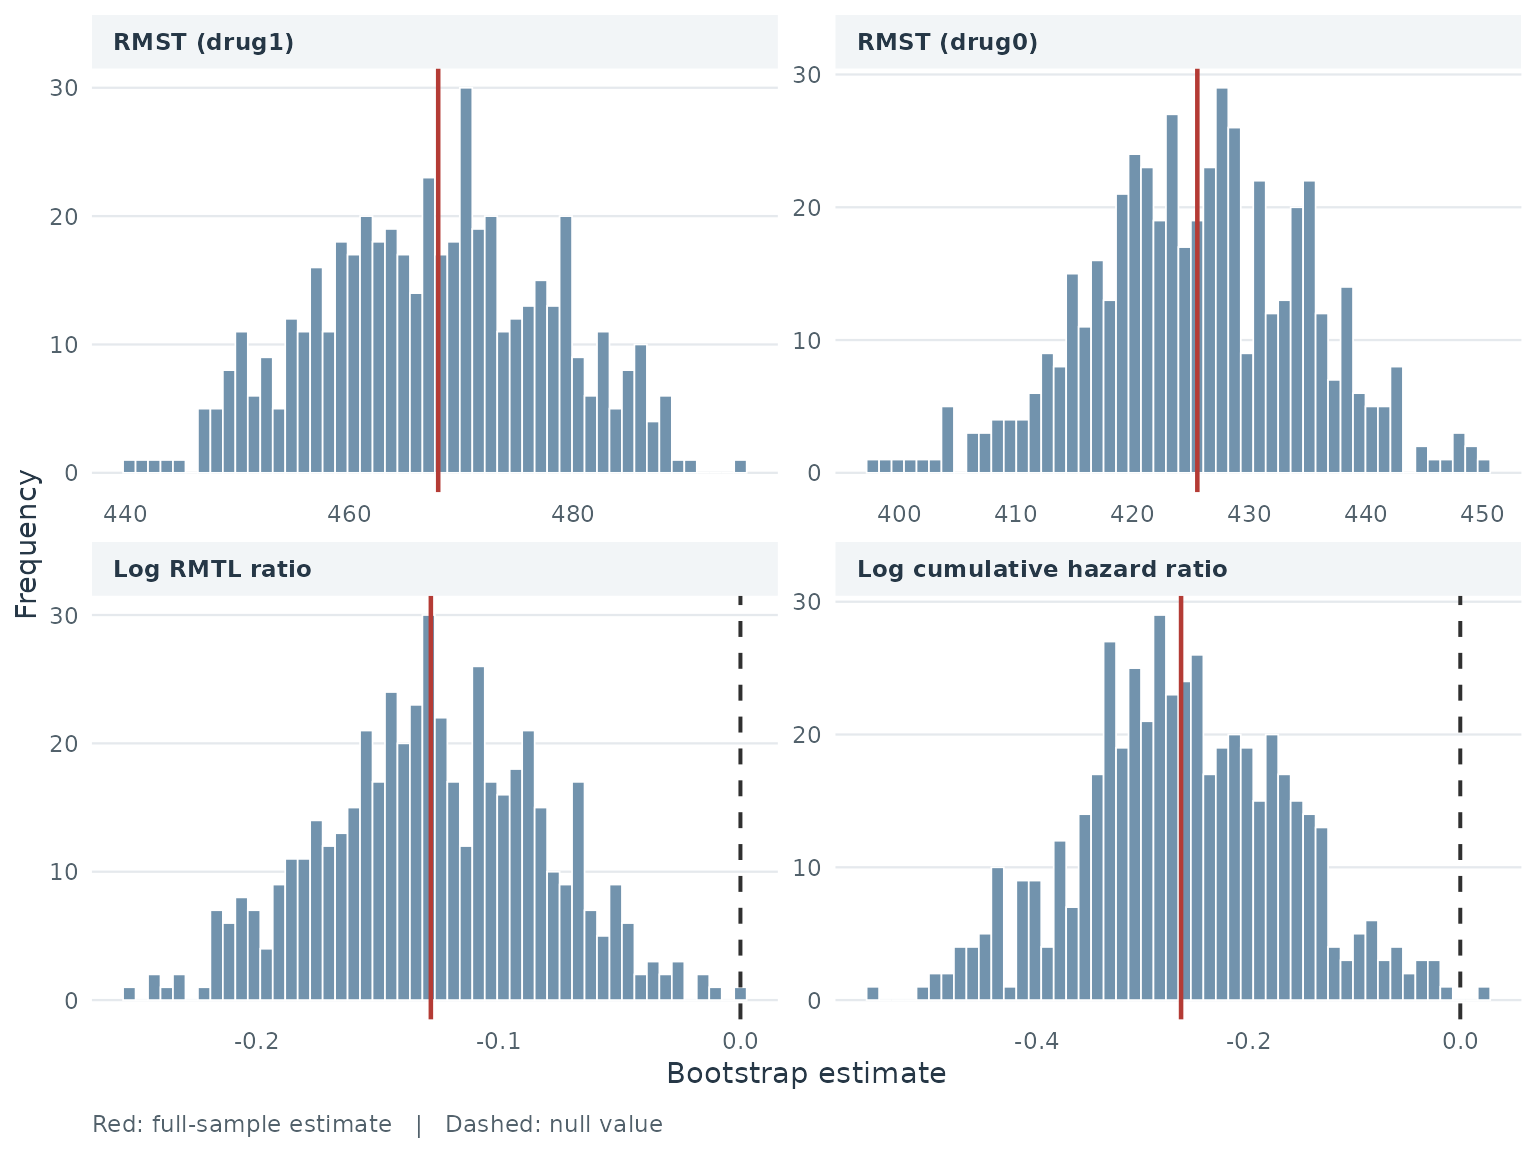 RMST (drug1)
30
20
10
0
440 460 480
RMST (drug0)
30
20
10
0
400 410 420 430 440 450
Frequency
Log RMTL ratio
30
20
10
0
-0.2 -0.1 0.0
Log cumulative hazard ratio
30
20
10
0
-0.4 -0.2 0.0
Bootstrap estimate
Red: full-sample estimate | Dashed: null value